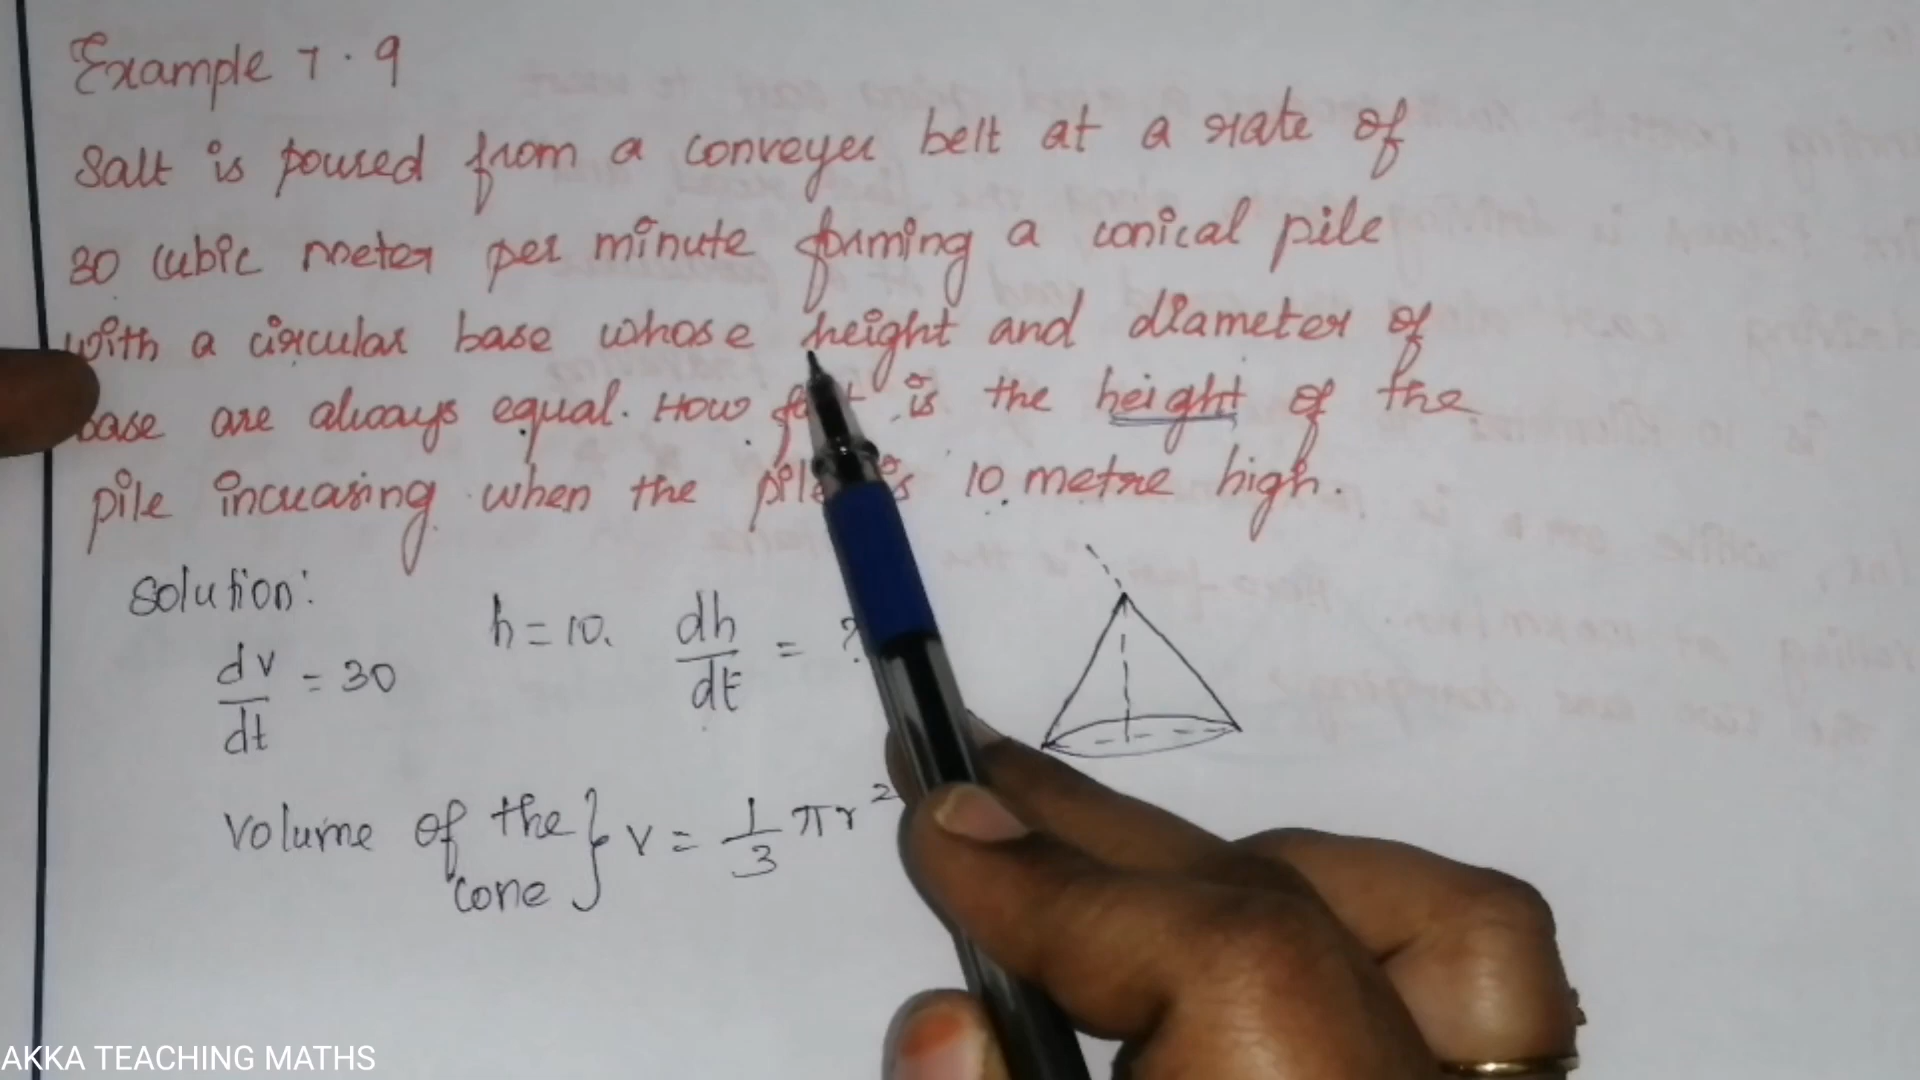 Example 7.9
Salt is poured from a conveyer belt at a rate of
30 cubic meter per minute forming a conical pile
with a circular base whose height and diameter of
base are always equal. How is the height of the
pile increasing when the pile is 10 metre high.
Solution:
dv/dt = 30 h = 10. dh/dt = ?
Volume of the cone } v = 1/3 πr²
AKKA TEACHING MATHS